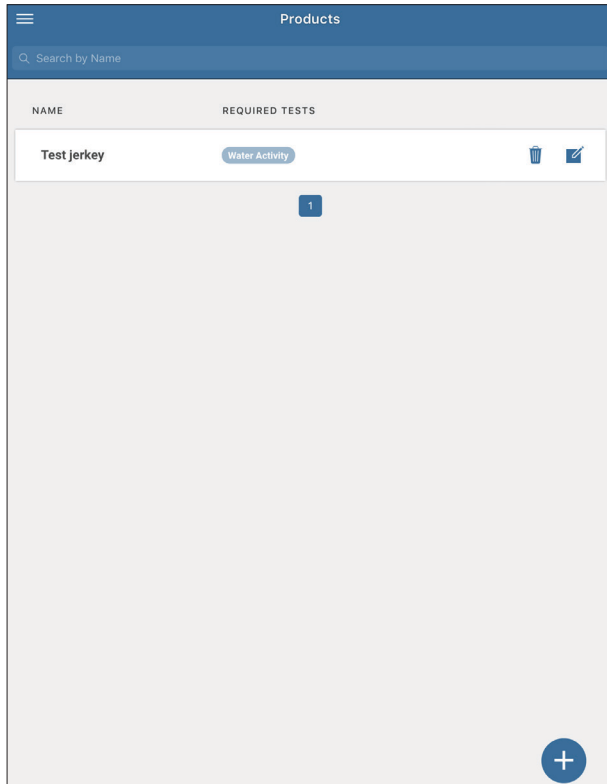 Products
Search by Name
NAME REQUIRED TESTS
Test jerkey Water Activity
1